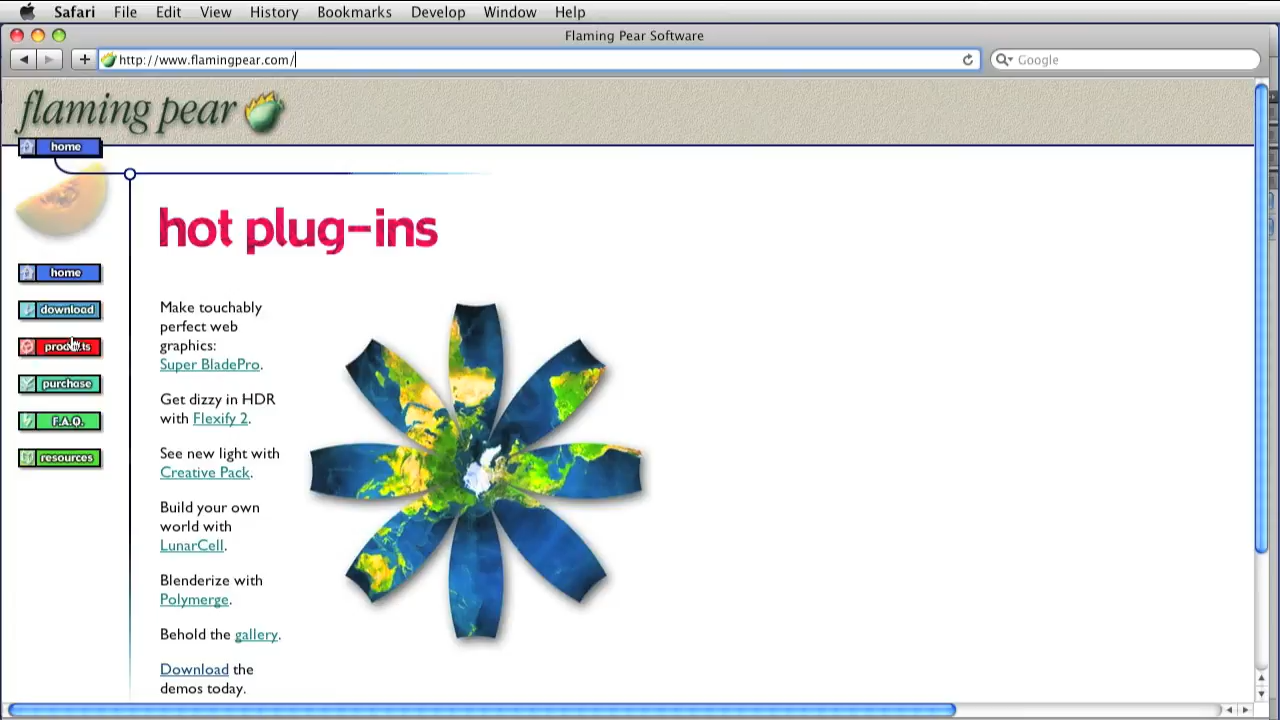 Safari File Edit View History Bookmarks Develop Window Help
Flaming Pear Software
http://www.flamingpear.com/
Google
flaming pear
home
hot plug-ins
home
download
products
purchase
F.A.Q.
resources
Make touchably
perfect web
graphics:
Super BladePro.
Get dizzy in HDR
with Flexify 2.
See new light with
Creative Pack.
Build your own
world with
LunarCell.
Blenderize with
Polymerge.
Behold the gallery.
Download the
demos today.